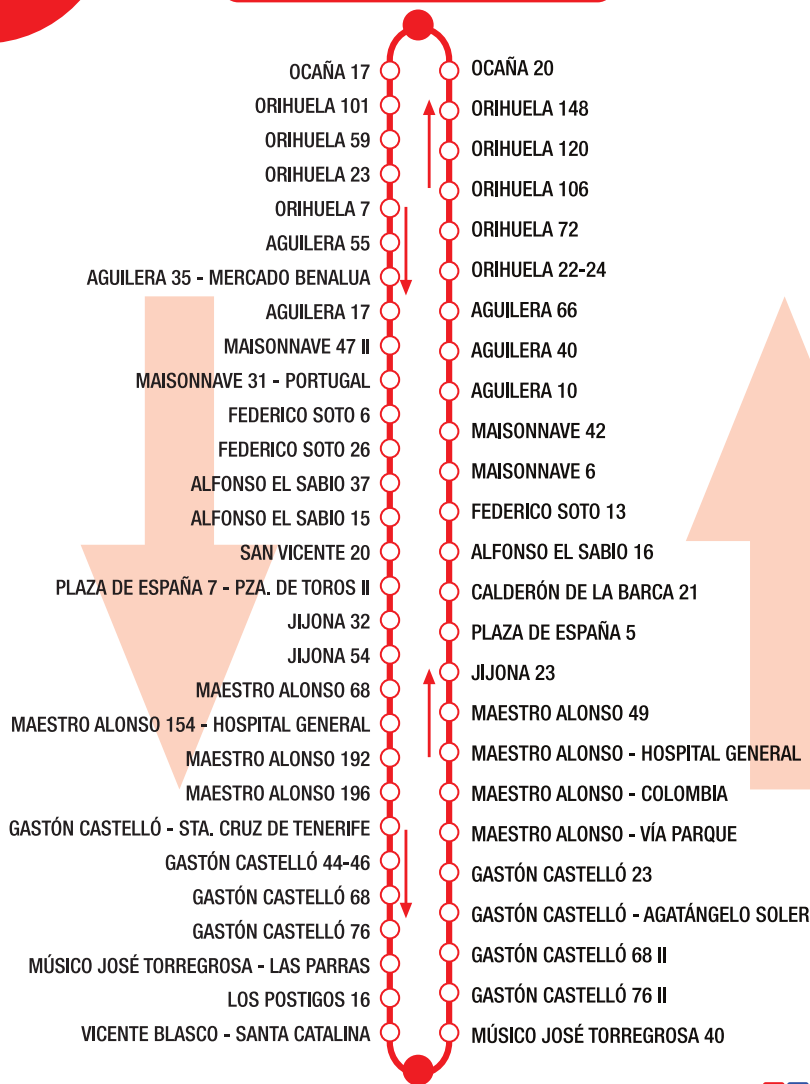 OCAÑA 17
ORIHUELA 101
ORIHUELA 59
ORIHUELA 23
ORIHUELA 7
AGUILERA 55
AGUILERA 35 - MERCADO BENALUA
AGUILERA 17
MAISONNAVE 47 II
MAISONNAVE 31 - PORTUGAL
FEDERICO SOTO 6
FEDERICO SOTO 26
ALFONSO EL SABIO 37
ALFONSO EL SABIO 15
SAN VICENTE 20
PLAZA DE ESPAÑA 7 - PZA. DE TOROS II
JIJONA 32
JIJONA 54
MAESTRO ALONSO 68
MAESTRO ALONSO 154 - HOSPITAL GENERAL
MAESTRO ALONSO 192
MAESTRO ALONSO 196
GASTÓN CASTELLÓ - STA. CRUZ DE TENERIFE
GASTÓN CASTELLÓ 44-46
GASTÓN CASTELLÓ 68
GASTÓN CASTELLÓ 76
MÚSICO JOSÉ TORREGROSA - LAS PARRAS
LOS POSTIGOS 16
VICENTE BLASCO - SANTA CATALINA
OCAÑA 20
ORIHUELA 148
ORIHUELA 120
ORIHUELA 106
ORIHUELA 72
ORIHUELA 22-24
AGUILERA 66
AGUILERA 40
AGUILERA 10
MAISONNAVE 42
MAISONNAVE 6
FEDERICO SOTO 13
ALFONSO EL SABIO 16
CALDERÓN DE LA BARCA 21
PLAZA DE ESPAÑA 5
JIJONA 23
MAESTRO ALONSO 49
MAESTRO ALONSO - HOSPITAL GENERAL
MAESTRO ALONSO - COLOMBIA
MAESTRO ALONSO - VÍA PARQUE
GASTÓN CASTELLÓ 23
GASTÓN CASTELLÓ - AGATÁNGELO SOLER
GASTÓN CASTELLÓ 68 II
GASTÓN CASTELLÓ 76 II
MÚSICO JOSÉ TORREGROSA 40